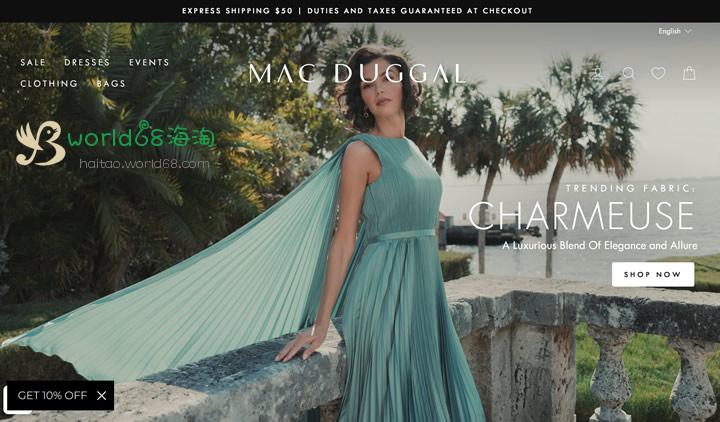 EXPRESS SHIPPING $50 | DUTIES AND TAXES GUARANTEED AT CHECKOUT
English
SALE DRESSES EVENTS
CLOTHING BAGS
MAC DUGGAL
world68海淘
haitao.world68.com
TRENDING FABRIC:
CHARMEUSE
A Luxurious Blend Of Elegance and Allure
SHOP NOW
GET 10% OFF